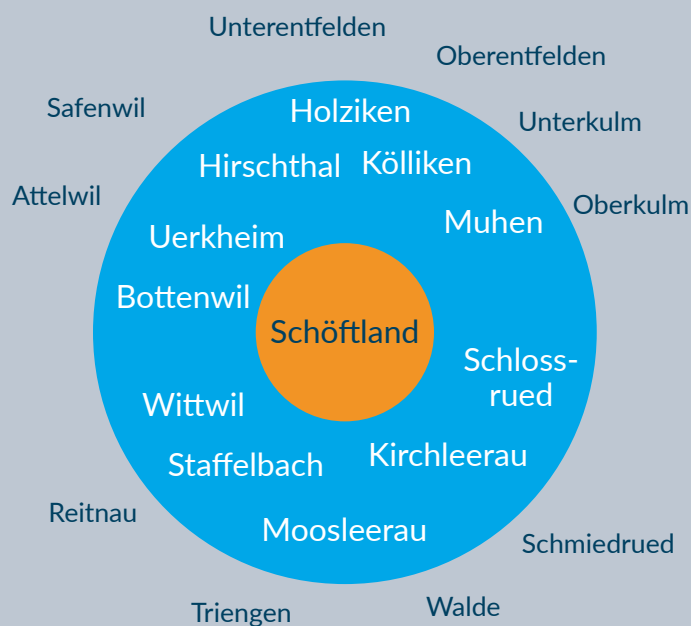 Unterentfelden
Oberentfelden
Safenwil
Holziken
Unterkulm
Hirschthal
Kölliken
Attelwil
Oberkulm
Muhen
Uerkheim
Bottenwil
Schöftland
Schloss-
rued
Wittwil
Staffelbach
Kirchleerau
Reitnau
Moosleerau
Schmiedrued
Triengen
Walde